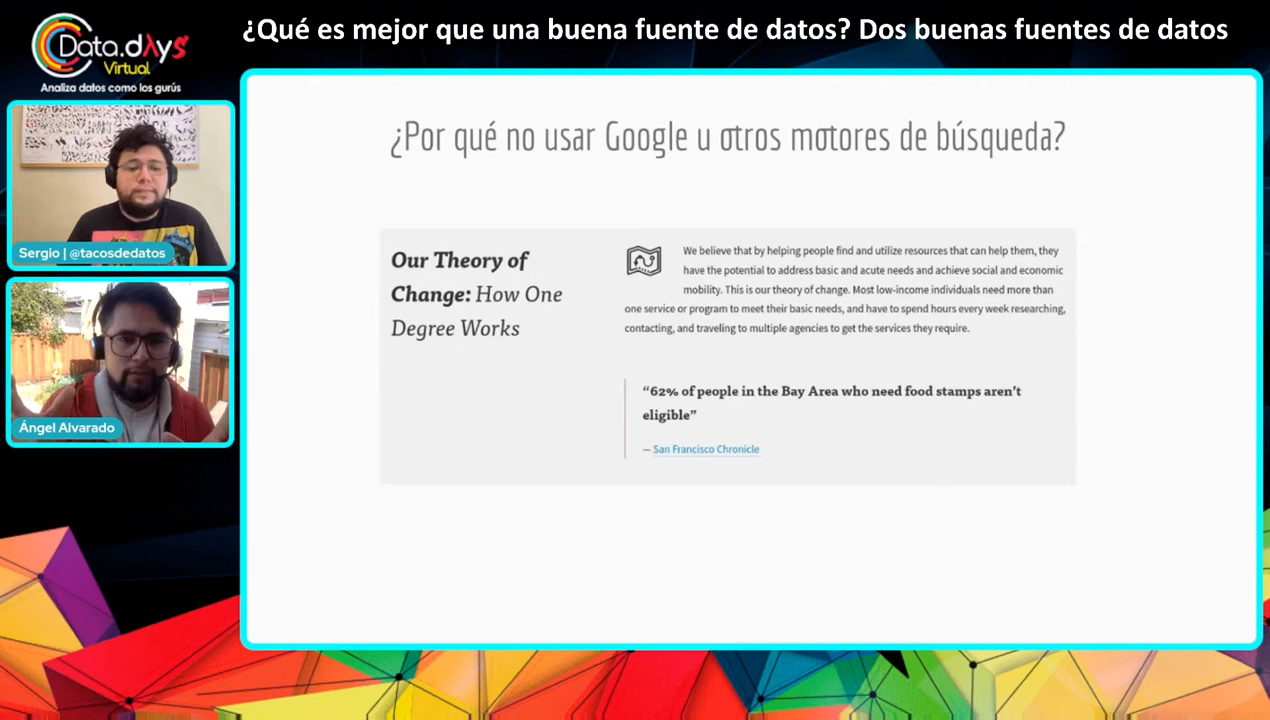 ¿Qué es mejor que una buena fuente de datos? Dos buenas fuentes de datos
Data.dAys
Virtual
Analiza datos como los gurús
Sergio | @tacosdedatos
Ángel Alvarado
¿Por qué no usar Google u otros motores de búsqueda?
Our Theory of
Change: How One
Degree Works
We believe that by helping people find and utilize resources that can help them, they
have the potential to address basic and acute needs and achieve social and economic
mobility. This is our theory of change. Most low-income individuals need more than
one service or program to meet their basic needs, and have to spend hours every week researching,
contacting, and traveling to multiple agencies to get the services they require.
“62% of people in the Bay Area who need food stamps aren’t
eligible”
— San Francisco Chronicle